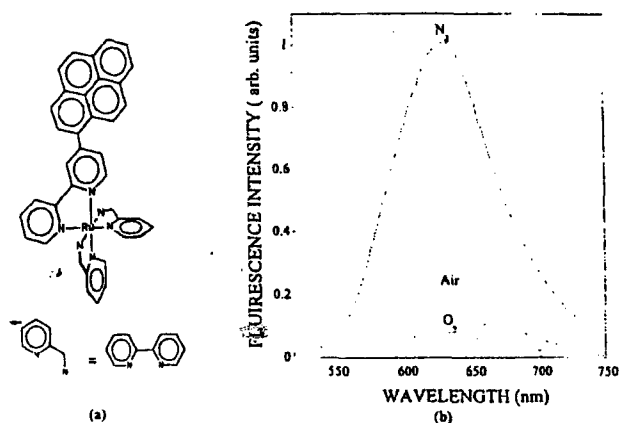 (a)
N
N
N
N
N
Ru
N
N
=
N
N
(a)
FLUIRESCENCE INTENSITY ( arb. units)
1
0.8
0.6
0.4
0.2
0
N2
Air
O2
550
600
650
700
750
WAVELENGTH (nm)
(b)
(b)